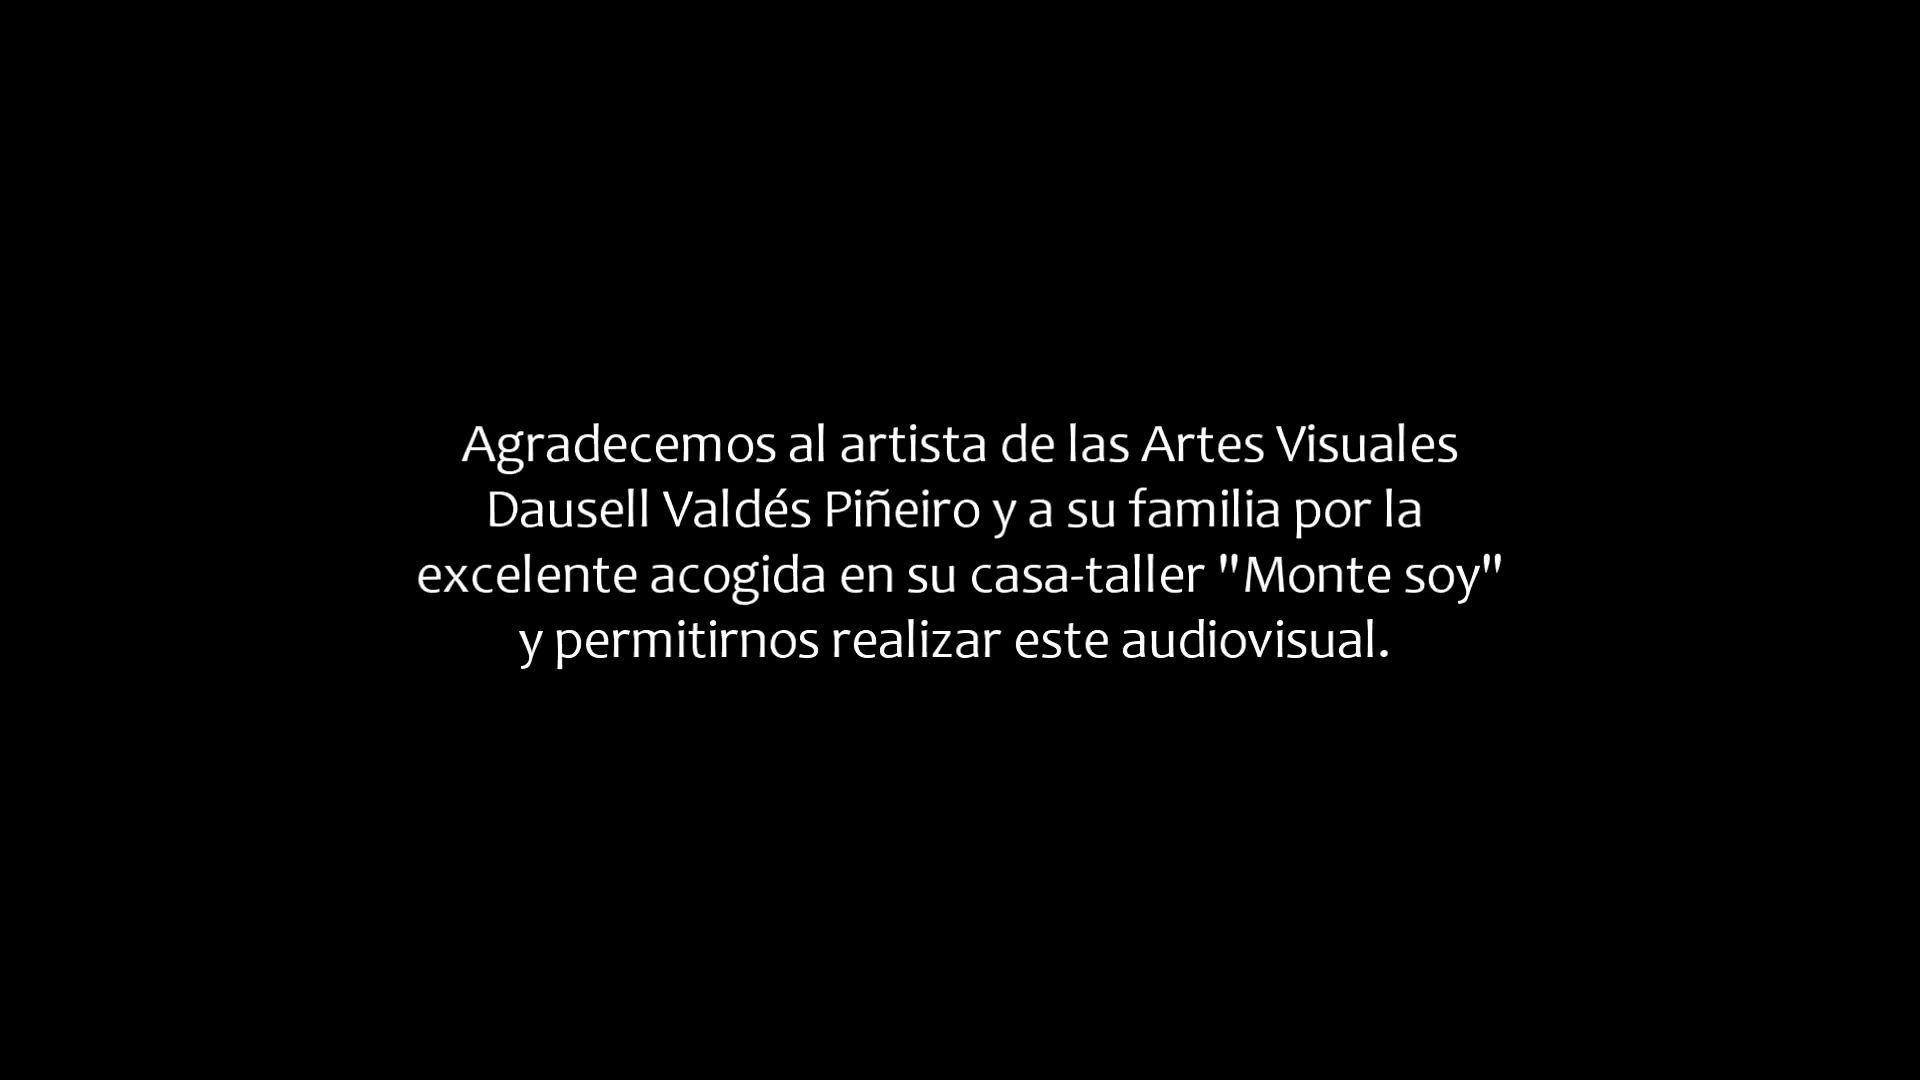 Agradecemos al artista de las Artes Visuales
Dausell Valdés Piñeiro y a su familia por la
excelente acogida en su casa-taller "Monte soy"
y permitirnos realizar este audiovisual.